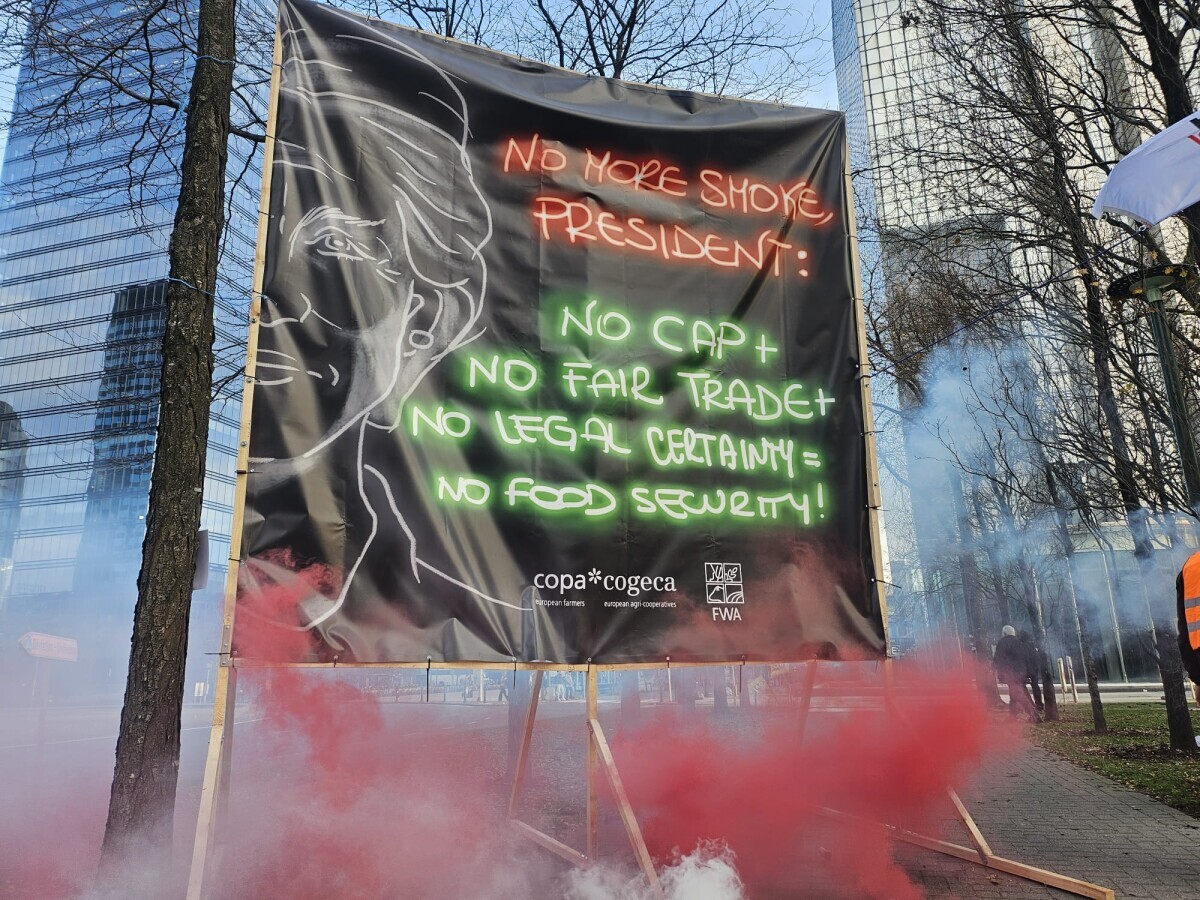 NO MORE SMOKE,
PRESIDENT:
NO CAP+
NO FAIR TRADE+
NO LEGAL CERTAINTY=
NO FOOD SECURITY!
copa*cogeca
european farmers european agri-cooperatives
FWA